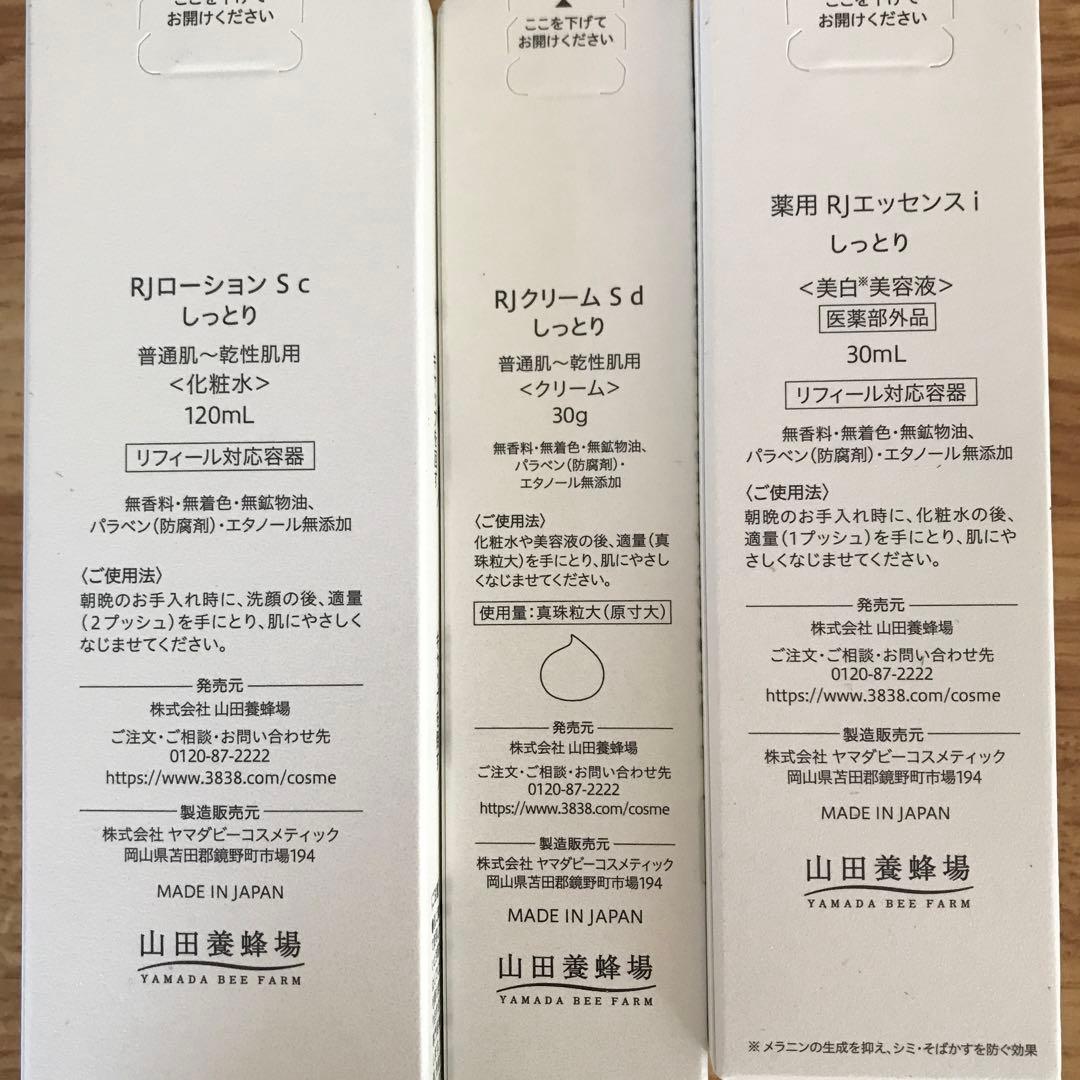 ここを下げて
お開けください
RJローション S c
しっとり
普通肌～乾性肌用
＜化粧水＞
120mL
リフィール対応容器
無香料・無着色・無鉱物油、
パラベン（防腐剤）・エタノール無添加
〈ご使用法〉
朝晩のお手入れ時に、洗顔の後、適量
（2プッシュ）を手にとり、肌にやさしく
なじませてください。
発売元
株式会社 山田養蜂場
ご注文・ご相談・お問い合わせ先
0120-87-2222
https://www.3838.com/cosme
製造販売元
株式会社 ヤマダビーコスメティック
岡山県苫田郡鏡野町市場194
MADE IN JAPAN
山田養蜂場
YAMADA BEE FARM
ここを下げて
お開けください
RJクリーム S d
しっとり
普通肌～乾性肌用
＜クリーム＞
30g
無香料・無着色・無鉱物油、
パラベン（防腐剤）・
エタノール無添加
〈ご使用法〉
化粧水や美容液の後、適量（真
珠粒大）を手にとり、肌にやさし
くなじませてください。
使用量：真珠粒大（原寸大）
発売元
株式会社 山田養蜂場
ご注文・ご相談・お問い合わせ先
0120-87-2222
https://www.3838.com/cosme
製造販売元
株式会社 ヤマダビーコスメティック
岡山県苫田郡鏡野町市場194
MADE IN JAPAN
山田養蜂場
YAMADA BEE FARM
ここを下げて
お開けください
薬用 RJエッセンス i
しっとり
＜美白※美容液＞
医薬部外品
30mL
リフィール対応容器
無香料・無着色・無鉱物油、
パラベン（防腐剤）・エタノール無添加
〈ご使用法〉
朝晩のお手入れ時に、化粧水の後、
適量（1プッシュ）を手にとり、肌にや
さしくなじませてください。
発売元
株式会社 山田養蜂場
ご注文・ご相談・お問い合わせ先
0120-87-2222
https://www.3838.com/cosme
製造販売元
株式会社 ヤマダビーコスメティック
岡山県苫田郡鏡野町市場194
MADE IN JAPAN
山田養蜂場
YAMADA BEE FARM
※メラニンの生成を抑え、シミ・そばかすを防ぐ効果